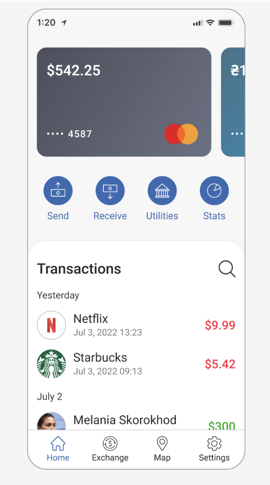 1:20
$542.25
₴1
•••• 4587
••••
Send Receive Utilities Stats
Transactions
Yesterday
N
Netflix
Jul 3, 2022 13:23
$9.99
Starbucks
Jul 3, 2022 09:13
$5.42
July 2
Melania Skorokhod
$300
Home Exchange Map Settings